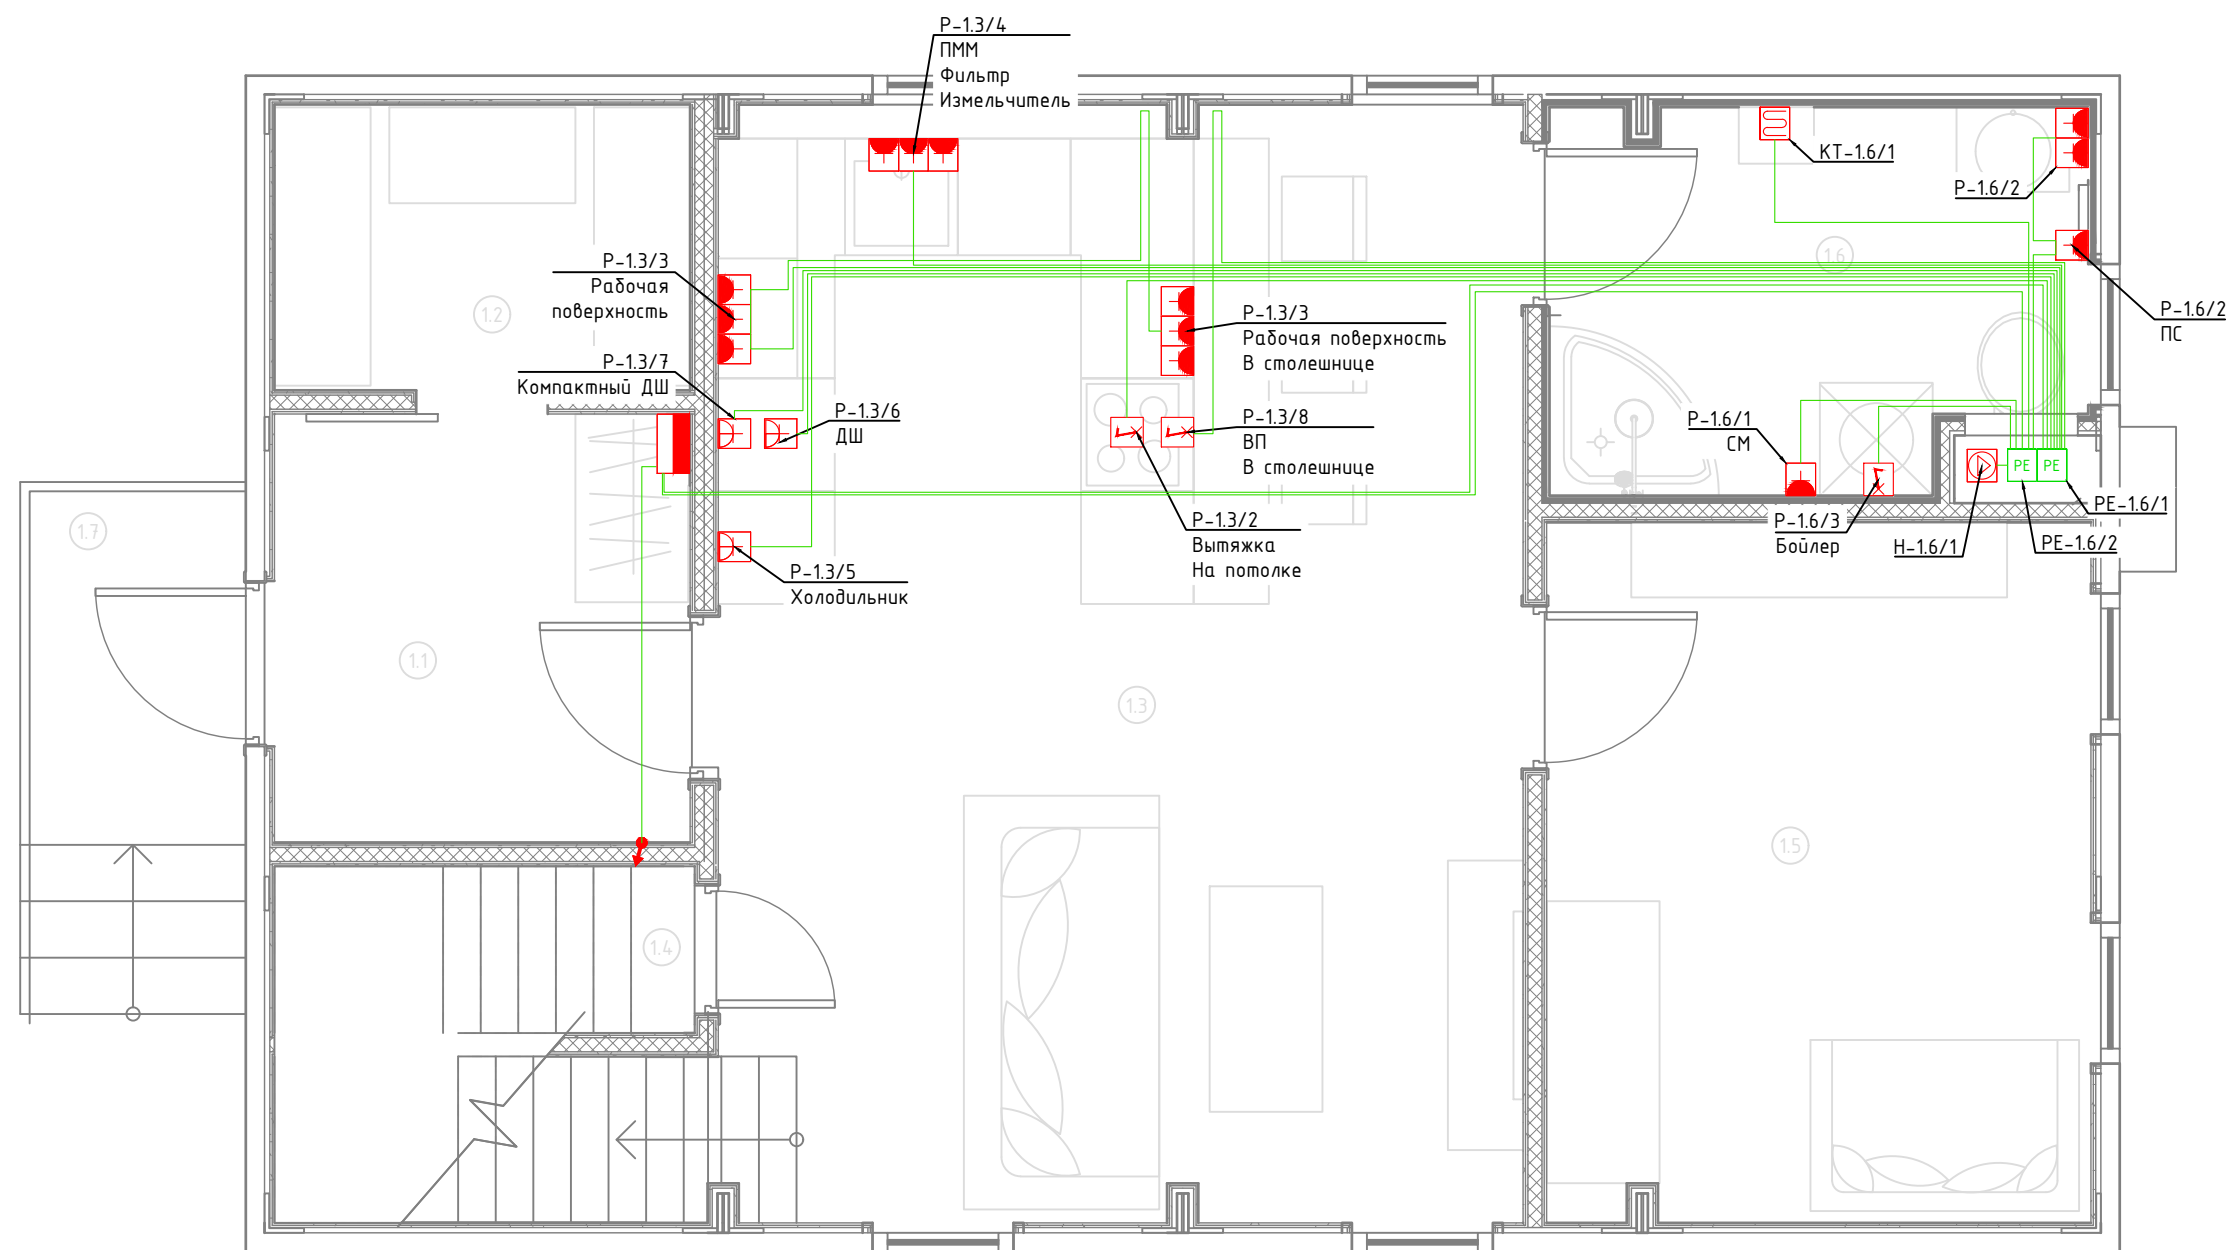 Р-1.3/4
ПММ
Фильтр
Измельчитель
КТ-1.6/1
Р-1.6/2
1.6
Р-1.3/3
Рабочая
поверхность
1.2
Р-1.3/3
Рабочая поверхность
В столешнице
Р-1.6/2
ПС
Р-1.3/7
Компактный ДШ
Р-1.3/6
ДШ
Р-1.3/8
ВП
В столешнице
Р-1.6/1
СМ
PE
PE
1.7
Р-1.3/2
Вытяжка
На потолке
Р-1.6/3
Бойлер
Н-1.6/1
PE-1.6/2
PE-1.6/1
Р-1.3/5
Холодильник
1.1
1.3
1.5
1.4